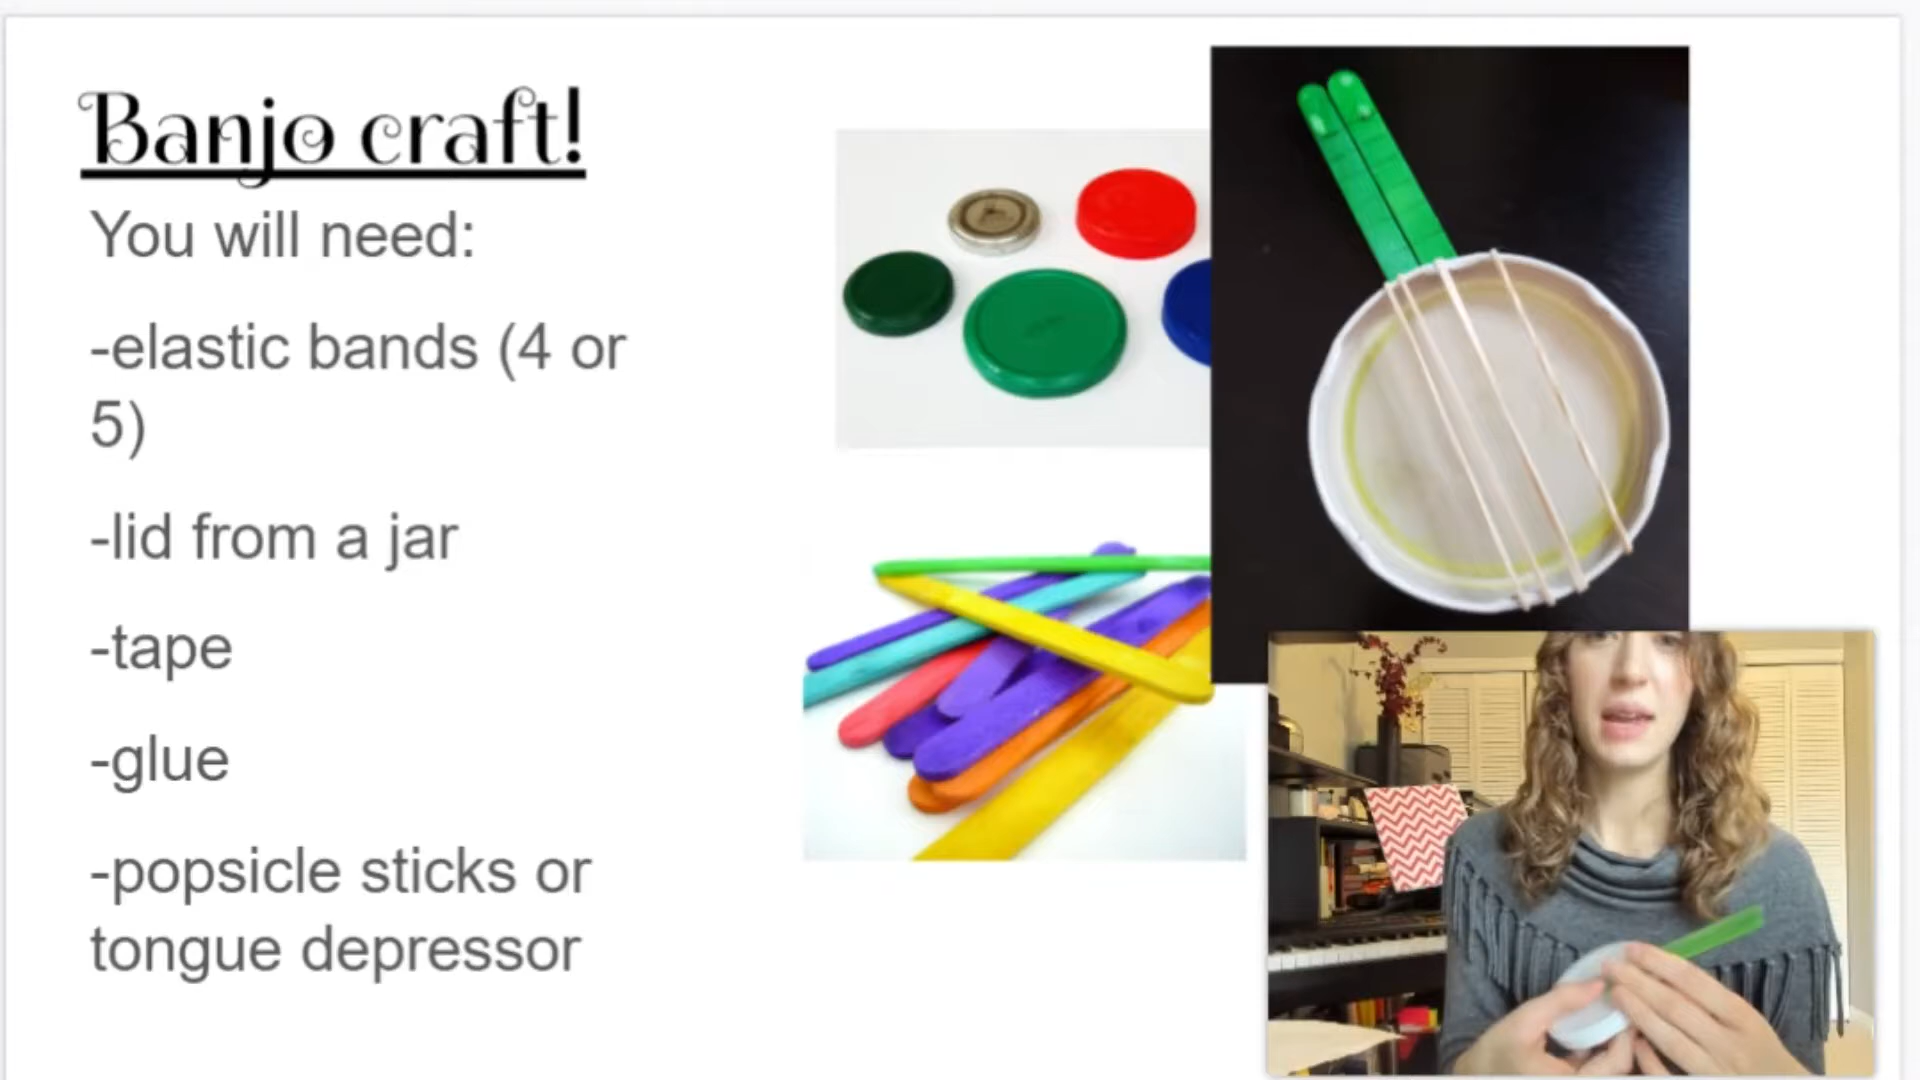 Banjo craft!
You will need:
-elastic bands (4 or
5)
-lid from a jar
-tape
-glue
-popsicle sticks or
tongue depressor